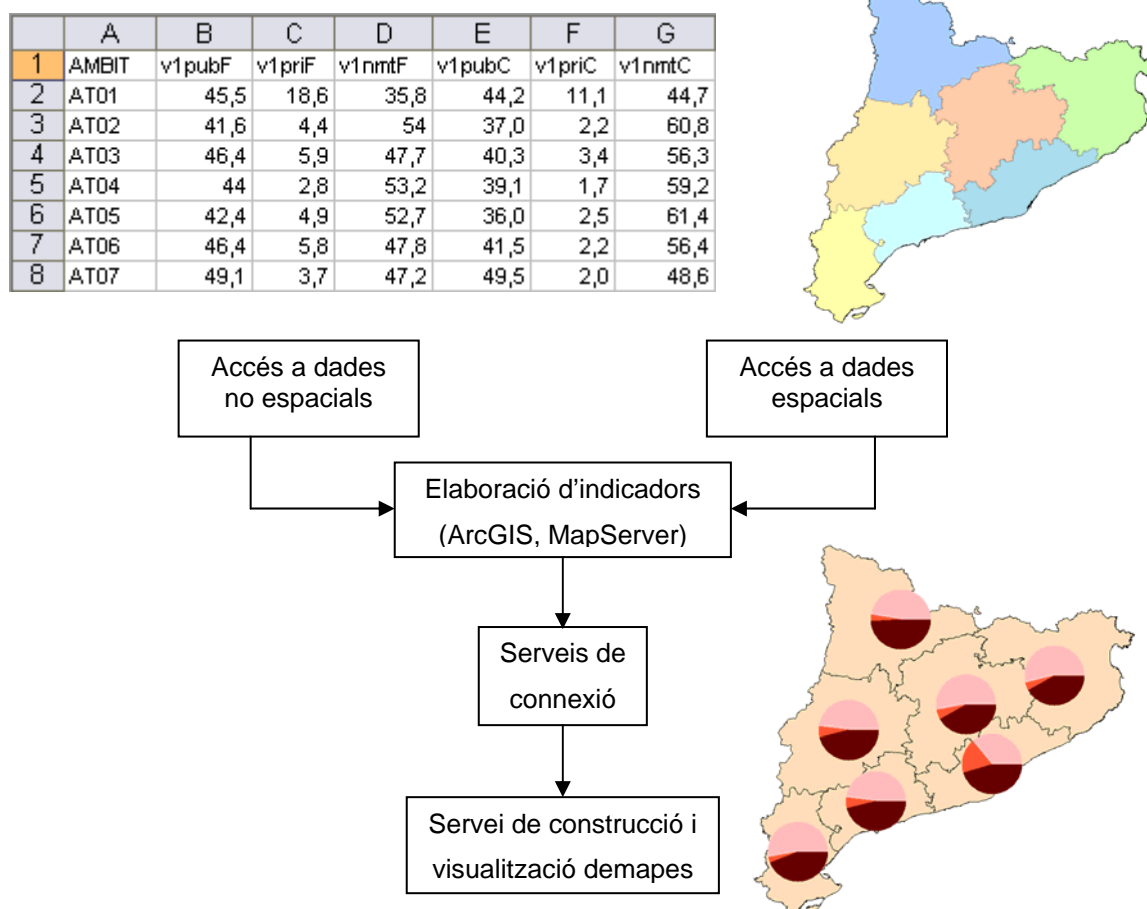 A B C D E F G
1 AMBIT v1pubF v1priF v1nmtF v1pubC v1priC v1nmtC
2 AT01 45,5 18,6 35,8 44,2 11,1 44,7
3 AT02 41,6 4,4 54 37,0 2,2 60,8
4 AT03 46,4 5,9 47,7 40,3 3,4 56,3
5 AT04 44 2,8 53,2 39,1 1,7 59,2
6 AT05 42,4 4,9 52,7 36,0 2,5 61,4
7 AT06 46,4 5,8 47,8 41,5 2,2 56,4
8 AT07 49,1 3,7 47,2 49,5 2,0 48,6
Accés a dades
no espacials
Accés a dades
espacials
Elaboració d’indicadors
(ArcGIS, MapServer)
Serveis de
connexió
Servei de construcció i
visualització demapes